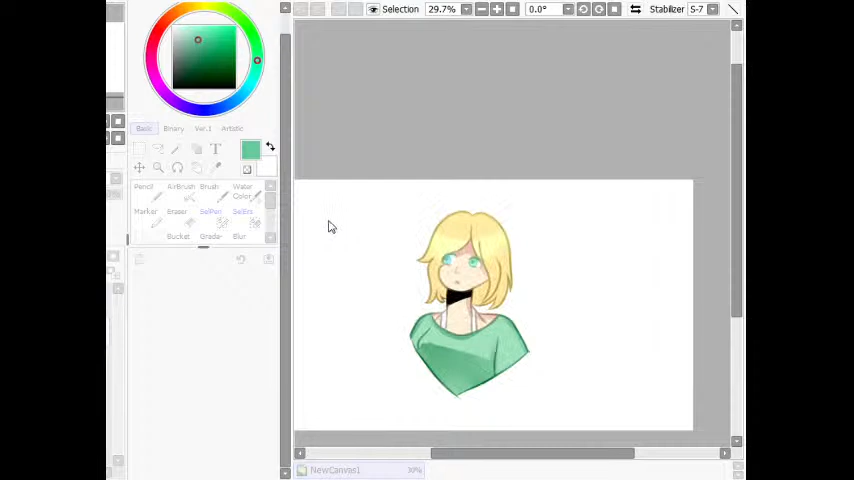 Selection 29.7% 0.0° Stabilizer S-7
Basic Binary Ver.1 Artistic
T
Pencil AirBrush Brush Water Color
Marker Eraser SelPen SelErs
Bucket Grada- Blur
NewCanvas1